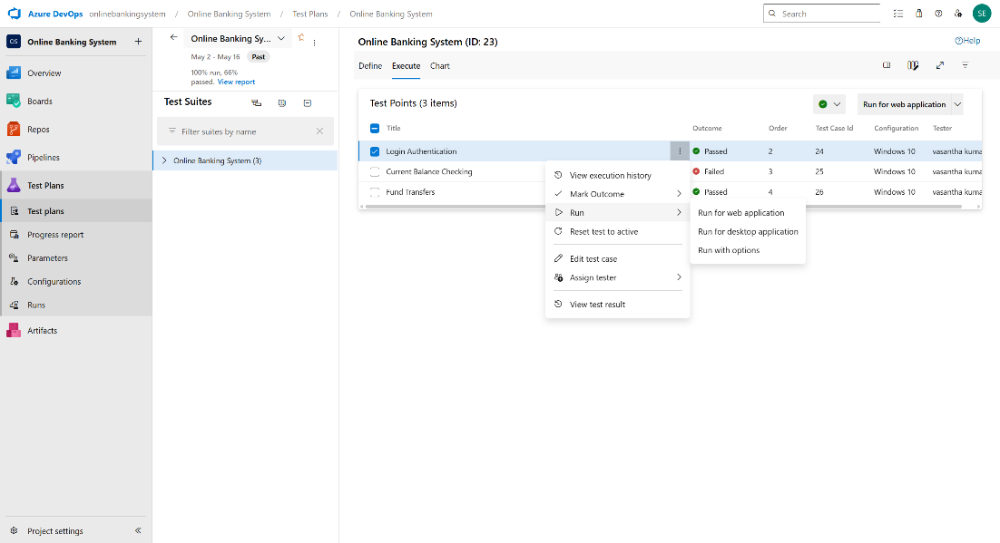 Azure DevOps onlinebankingsystem / Online Banking System / Test Plans / Online Banking System
Search
SE
OS Online Banking System +
Overview
Boards
Repos
Pipelines
Test Plans
Test plans
Progress report
Parameters
Configurations
Runs
Artifacts
Project settings
Online Banking Sy...
May 2 - May 16 Past
100% run, 66%
passed. View report
Test Suites
Filter suites by name
Online Banking System (3)
Online Banking System (ID: 23)
Help
Define Execute Chart
Test Points (3 items)
Run for web application
Title Outcome Order Test Case Id Configuration Tester
Login Authentication Passed 2 24 Windows 10 vasantha kuma
Current Balance Checking Failed 3 25 Windows 10 vasantha kuma
Fund Transfers Passed 4 26 Windows 10 vasantha kuma
View execution history
Mark Outcome
Run
Reset test to active
Edit test case
Assign tester
View test result
Run for web application
Run for desktop application
Run with options